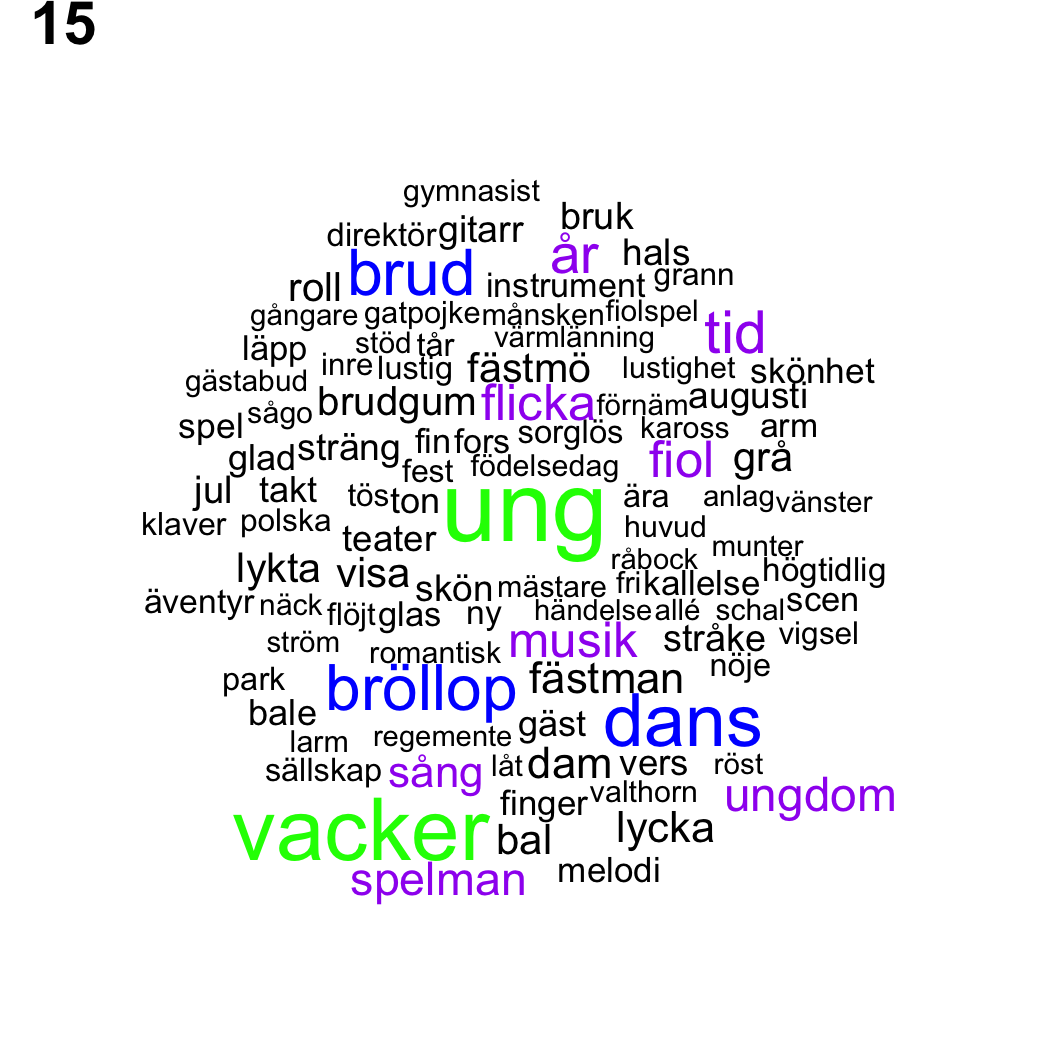 15
gymnasist
bruk
direktör gitarr
år hals
brud
roll instrument grann
gångare gatpojke månsken fiolspel
tid
stöd tår värmlänning
läpp
inre lustig fästmö lustighet skönhet
gästabud
brudgum flicka förnäm augusti
sågo
spel fin fors sorglös kaross arm
glad sträng fiol grå
fest födelsedag
jul takt tös ton ung ära anlag vänster
klaver polska huvud
teater munter
råbock
lykta visa skön mästare fri kallelse högtidlig
äventyr näck flöjt glas ny händelse allé schal scen
ström musik stråke vigsel
romantisk nöje
park bröllop fästman
bale gäst dans
larm regemente
sällskap sång låt dam vers röst
finger valthorn ungdom
vacker bal lycka
spelman melodi